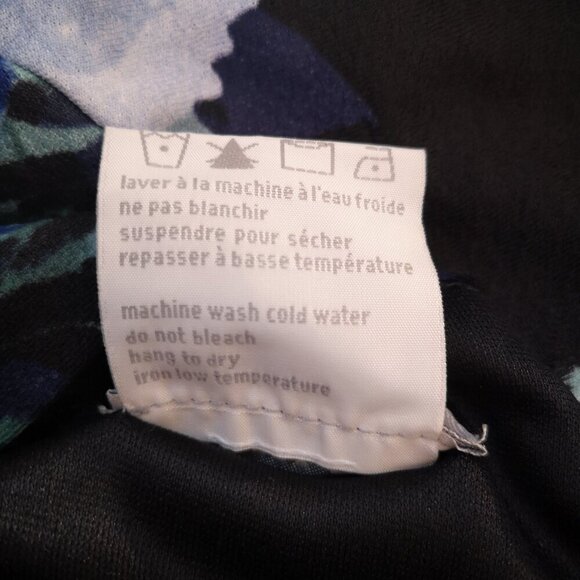 laver à la machine à l'eau froide
ne pas blanchir
suspendre pour sécher
repasser à basse température
machine wash cold water
do not bleach
hang to dry
iron low temperature